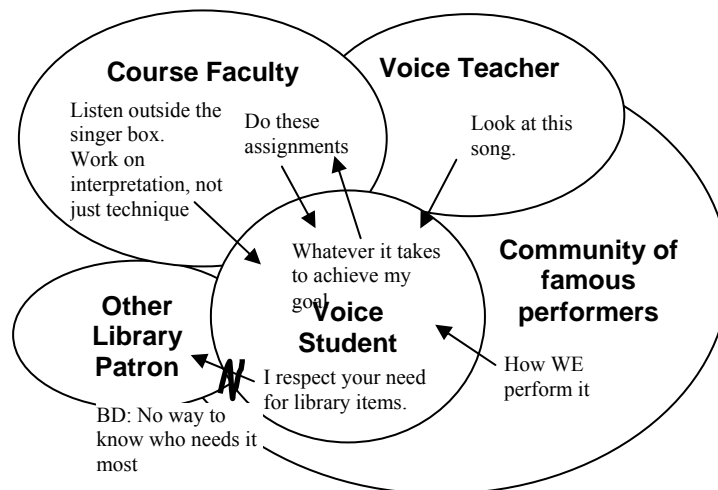 Course Faculty
Listen outside the
singer box.
Work on
interpretation, not
just technique
Do these
assignments
Voice Teacher
Look at this
song.
Whatever it takes
to achieve my
goal
Voice
Student
I respect your need
for library items.
Community of
famous
performers
How WE
perform it
Other
Library
Patron
BD: No way to
know who needs it
most